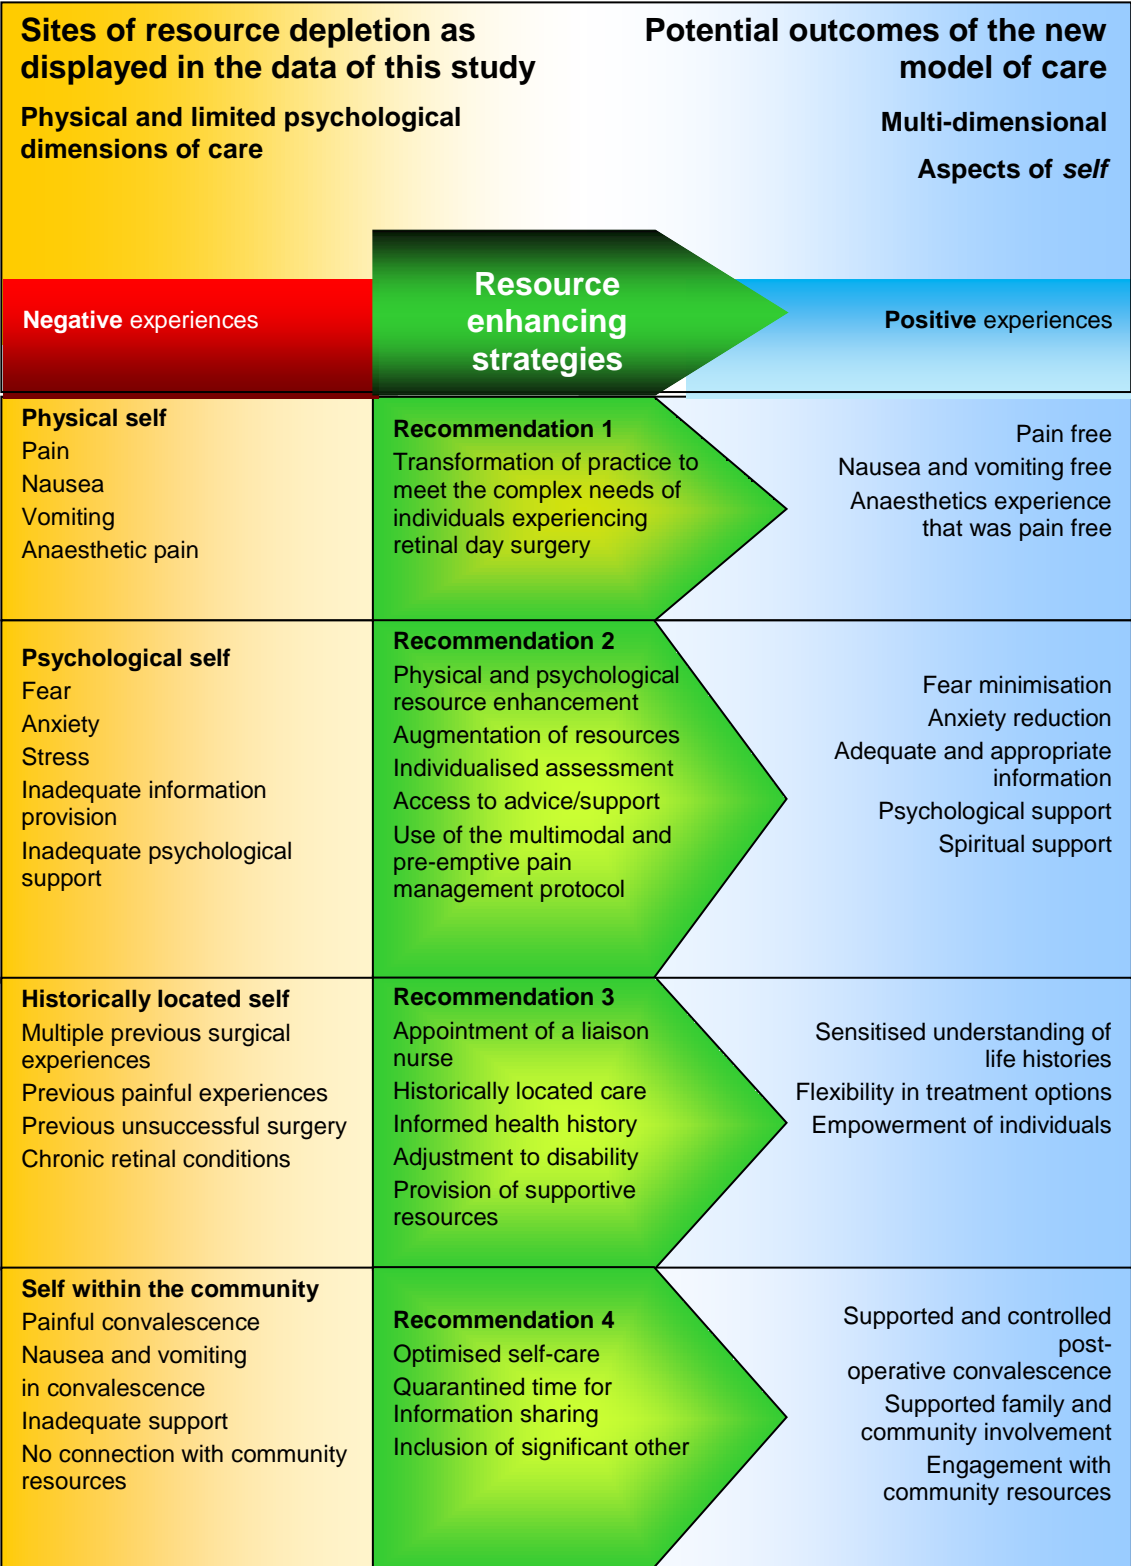 Sites of resource depletion as
displayed in the data of this study
Physical and limited psychological
dimensions of care
Potential outcomes of the new
model of care
Multi-dimensional
Aspects of self
Negative experiences
Resource
enhancing
strategies
Positive experiences
Physical self
Pain
Nausea
Vomiting
Anaesthetic pain
Recommendation 1
Transformation of practice to
meet the complex needs of
individuals experiencing
retinal day surgery
Pain free
Nausea and vomiting free
Anaesthetics experience
that was pain free
Psychological self
Fear
Anxiety
Stress
Inadequate information
provision
Inadequate psychological
support
Recommendation 2
Physical and psychological
resource enhancement
Augmentation of resources
Individualised assessment
Access to advice/support
Use of the multimodal and
pre-emptive pain
management protocol
Fear minimisation
Anxiety reduction
Adequate and appropriate
information
Psychological support
Spiritual support
Historically located self
Multiple previous surgical
experiences
Previous painful experiences
Previous unsuccessful surgery
Chronic retinal conditions
Recommendation 3
Appointment of a liaison
nurse
Historically located care
Informed health history
Adjustment to disability
Provision of supportive
resources
Sensitised understanding of
life histories
Flexibility in treatment options
Empowerment of individuals
Self within the community
Painful convalescence
Nausea and vomiting
in convalescence
Inadequate support
No connection with community
resources
Recommendation 4
Optimised self-care
Quarantined time for
Information sharing
Inclusion of significant other
Supported and controlled
post-
operative convalescence
Supported family and
community involvement
Engagement with
community resources